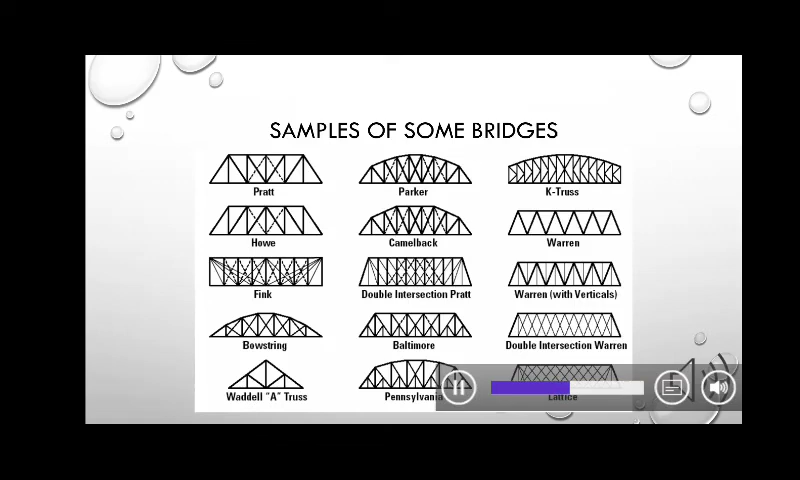 SAMPLES OF SOME BRIDGES
Pratt
Parker
K-Truss
Howe
Camelback
Warren
Fink
Double Intersection Pratt
Warren (with Verticals)
Bowstring
Baltimore
Double Intersection Warren
Waddell "A" Truss
Pennsylvania
Lattice